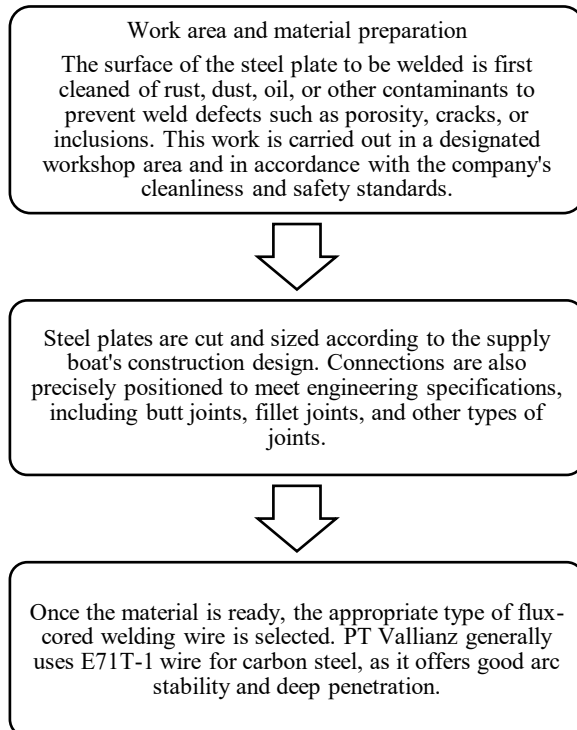 Work area and material preparation
The surface of the steel plate to be welded is first
cleaned of rust, dust, oil, or other contaminants to
prevent weld defects such as porosity, cracks, or
inclusions. This work is carried out in a designated
workshop area and in accordance with the company's
cleanliness and safety standards.
Steel plates are cut and sized according to the supply
boat's construction design. Connections are also
precisely positioned to meet engineering specifications,
including butt joints, fillet joints, and other types of
joints.
Once the material is ready, the appropriate type of flux-
cored welding wire is selected. PT Vallianz generally
uses E71T-1 wire for carbon steel, as it offers good arc
stability and deep penetration.